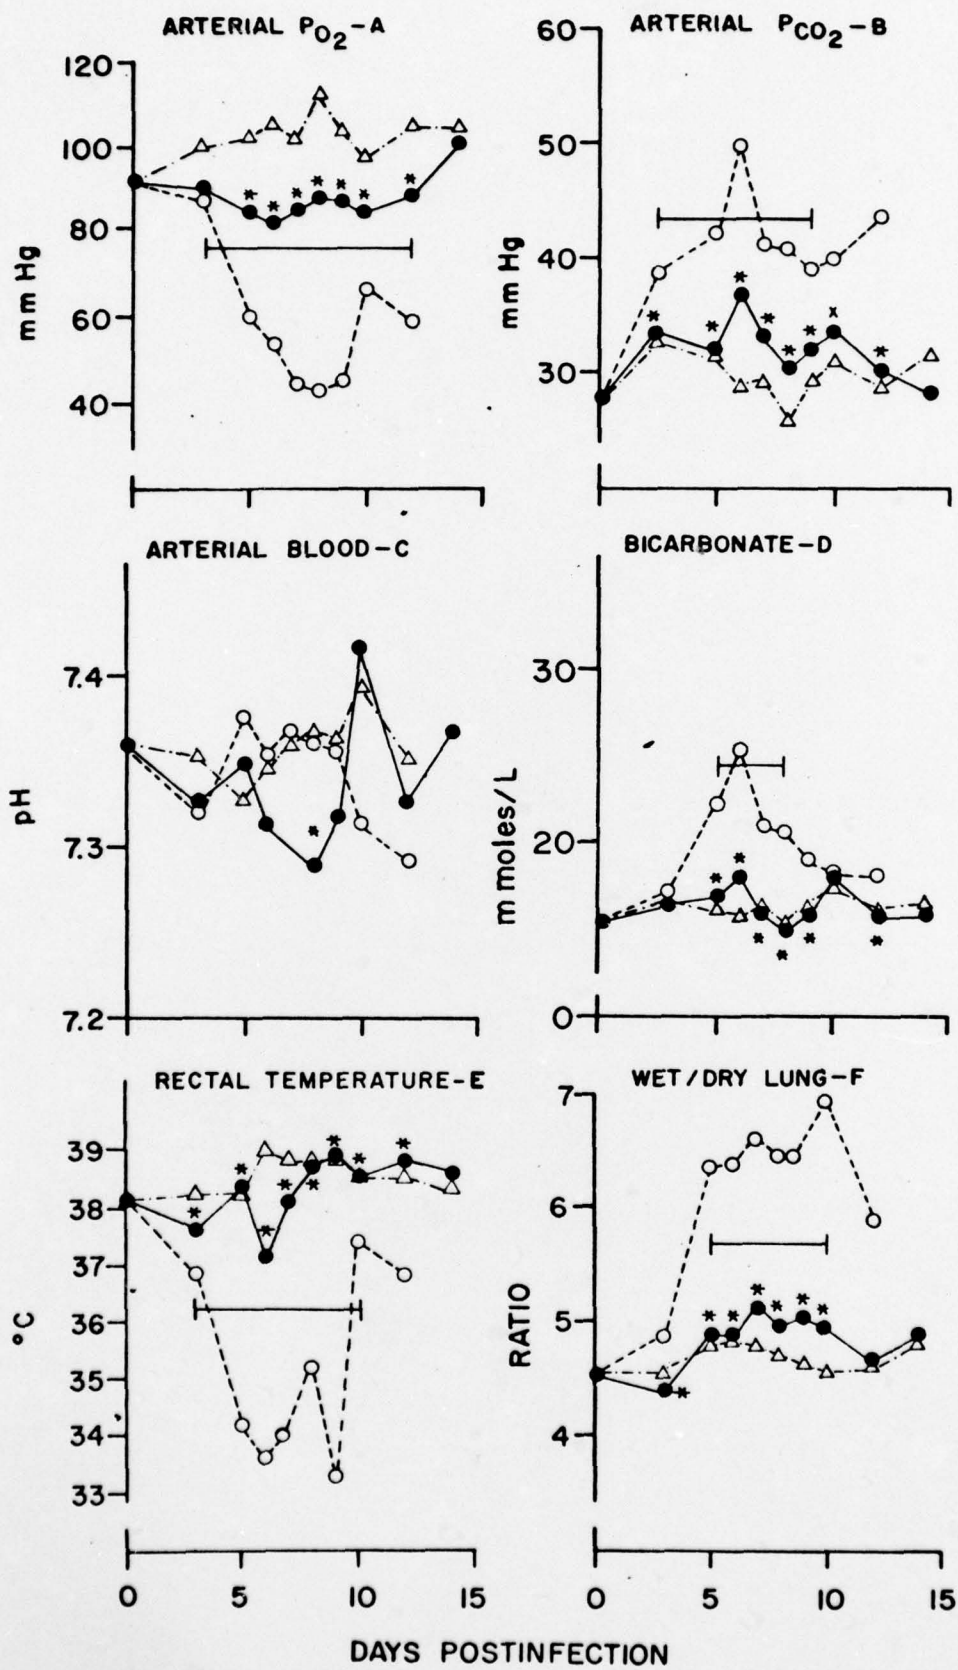 ARTERIAL PO2-A
120
100
80
60
40
mm Hg
* * * * * * *
ARTERIAL PCO2-B
60
50
40
30
mm Hg
* * * * * * x *
ARTERIAL BLOOD-C
7.4
7.3
7.2
pH
*
BICARBONATE-D
30
20
0
m moles/L
* * * * * *
RECTAL TEMPERATURE-E
39
38
37
36
35
34
33
°C
* * * * * * * *
0 5 10 15
WET/DRY LUNG-F
7
6
5
4
RATIO
* * * * * * *
0 5 10 15
DAYS POSTINFECTION